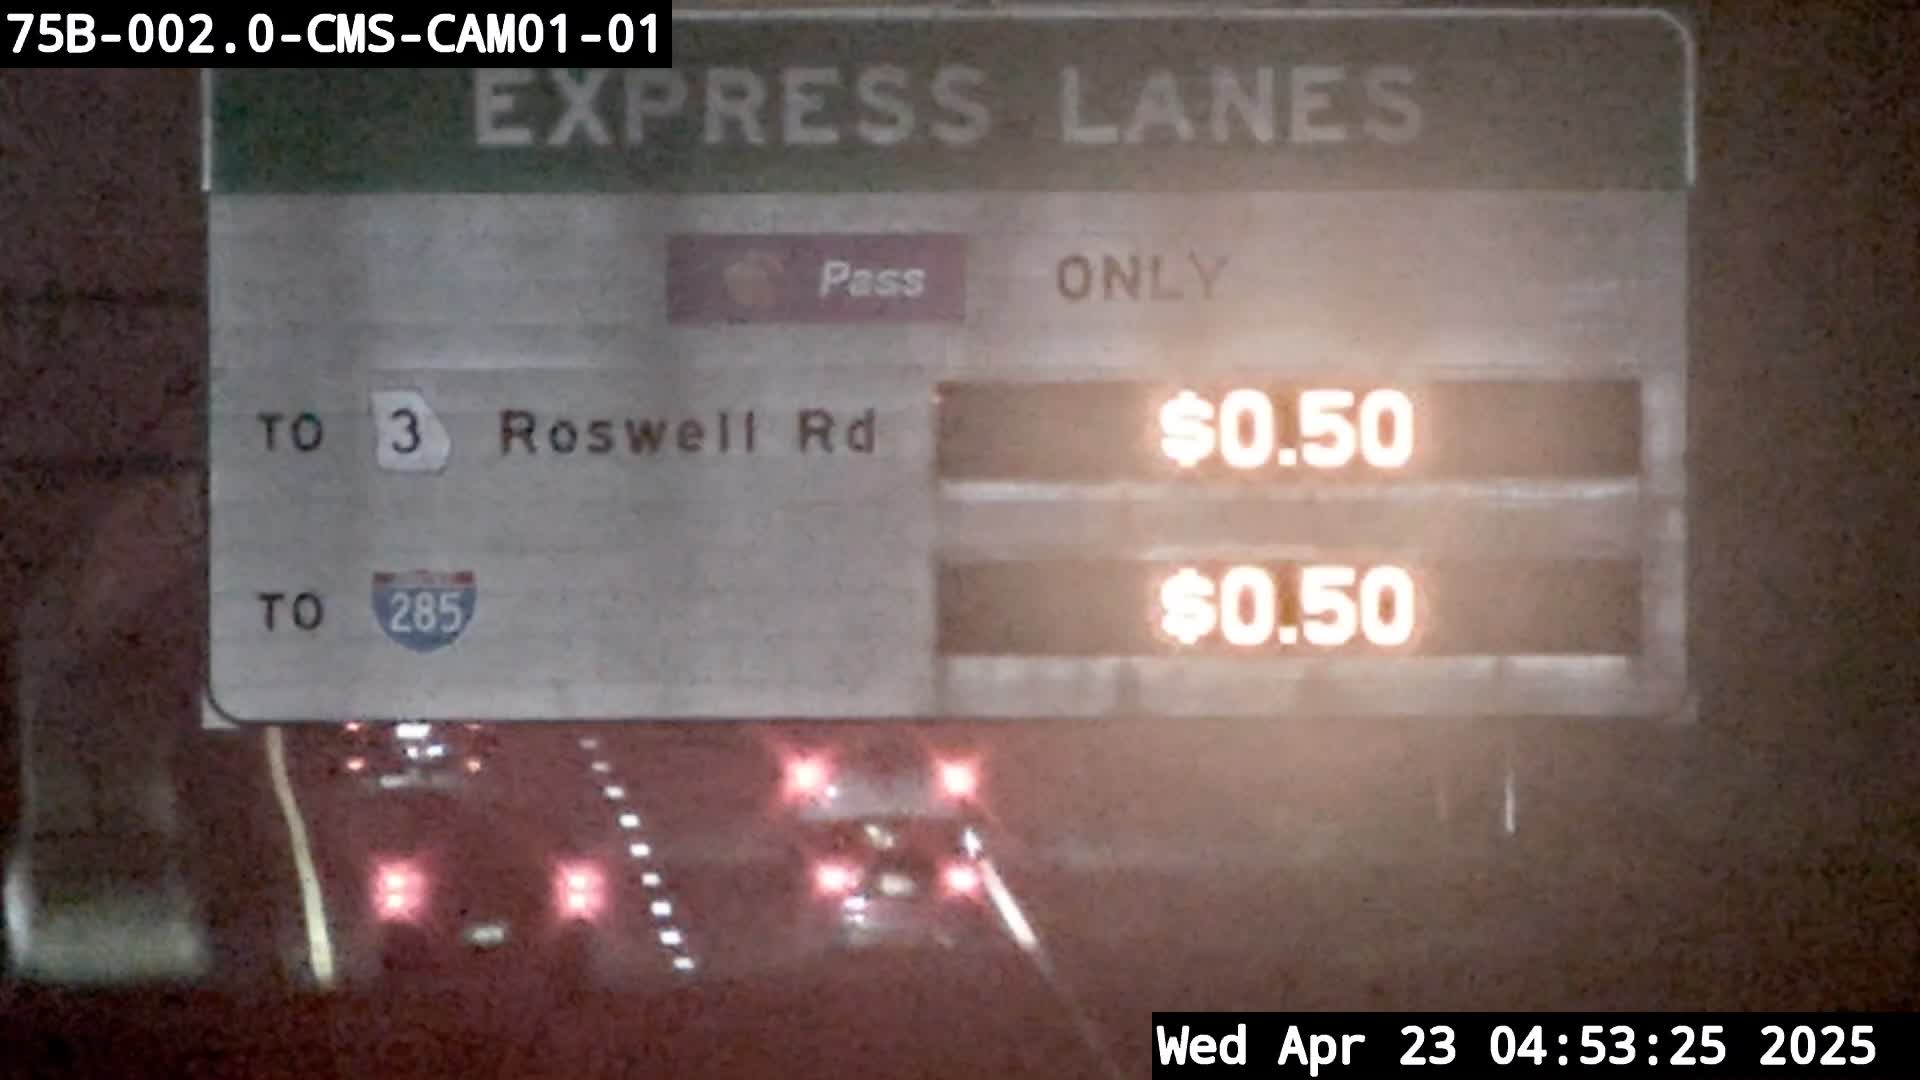 75B-002.0-CMS-CAM01-01
EXPRESS LANES
Pass ONLY
TO 3 Roswell Rd $0.50
TO 285 $0.50
Wed Apr 23 04:53:25 2025